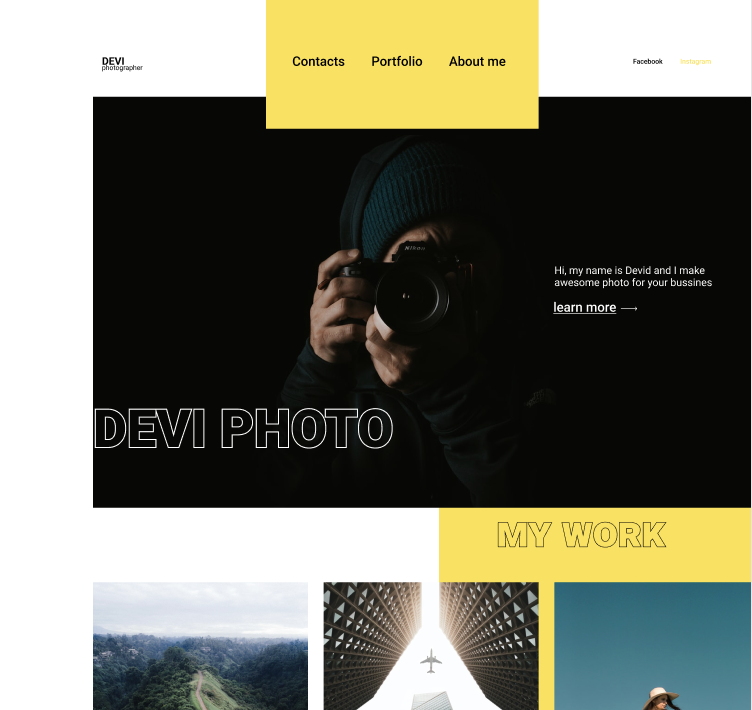 DEVI
photographer
Contacts Portfolio About me
Facebook Instagram
Nikon
Hi, my name is Devid and I make
awesome photo for your bussines
learn more
DEVI PHOTO
MY WORK